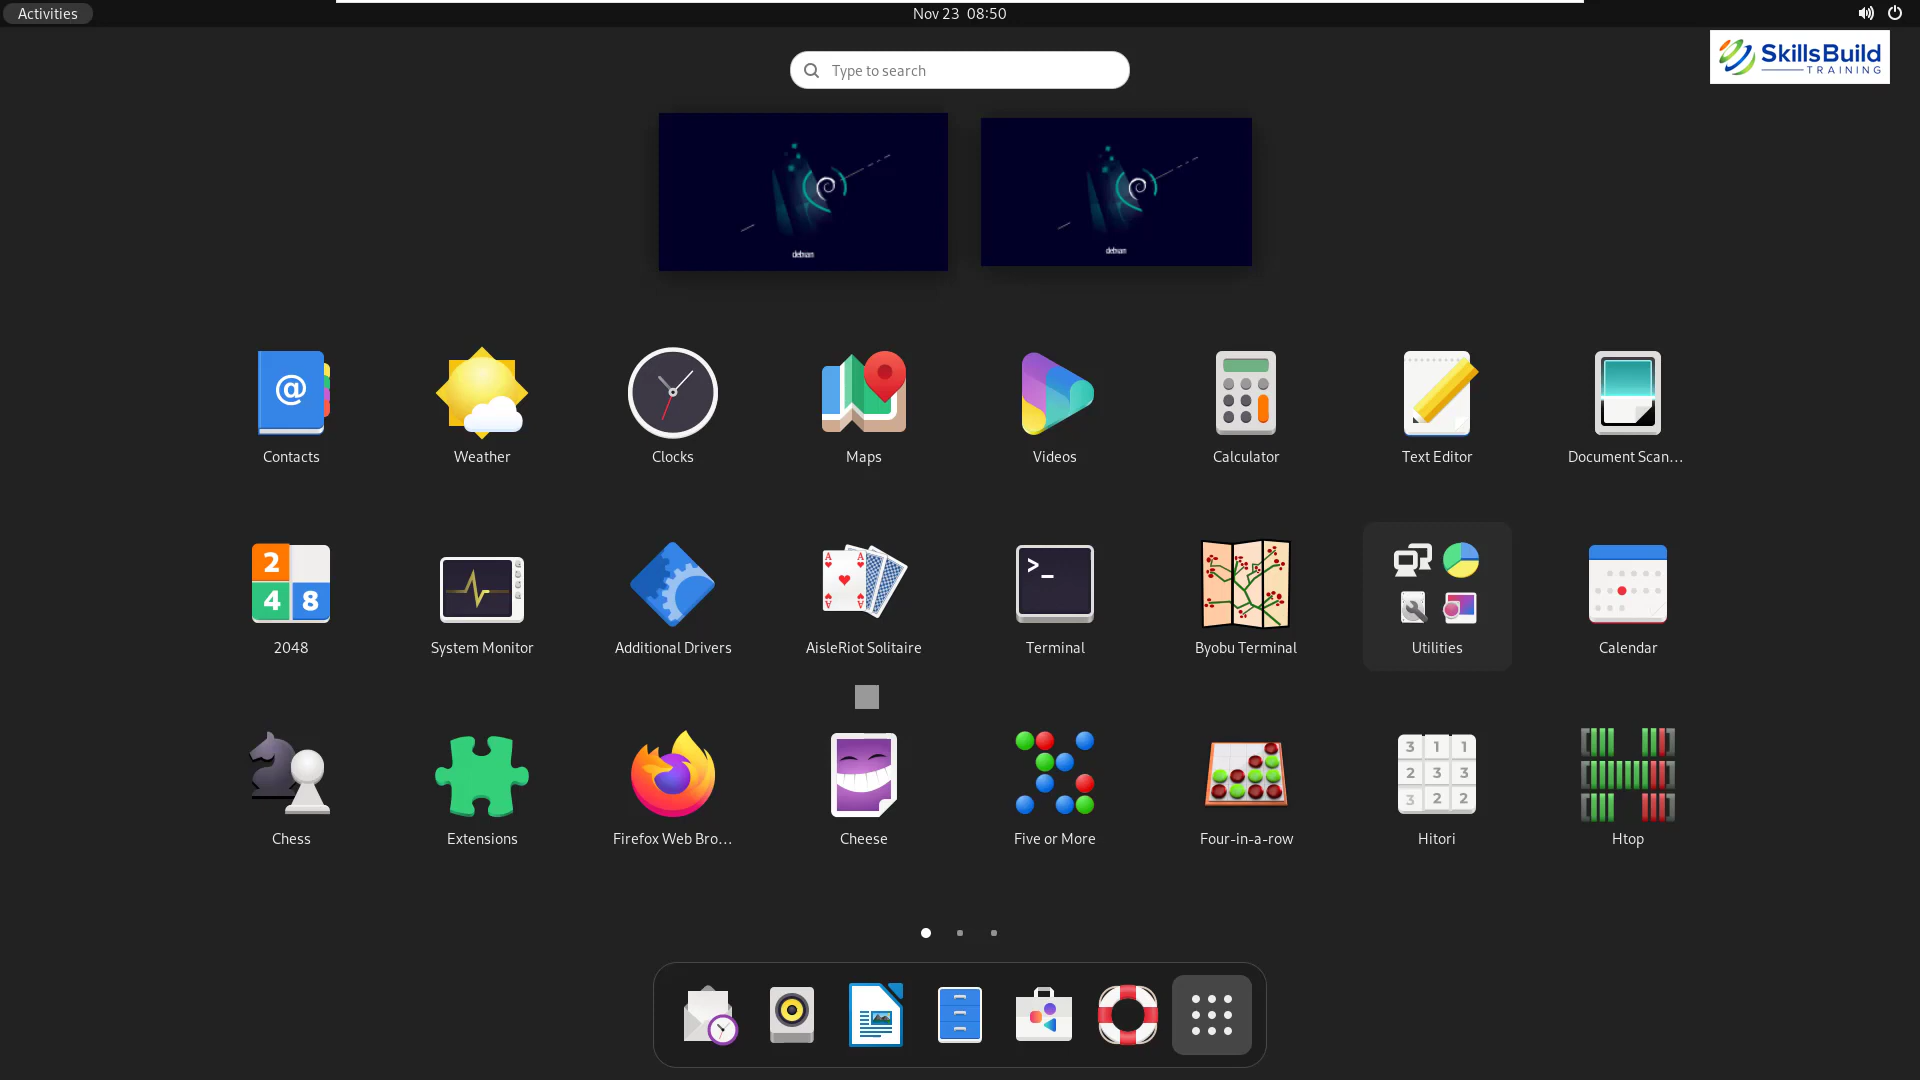 Activities
Nov 23 08:50
SkillsBuild
TRAINING
Type to search
debian
debian
Contacts
Weather
Clocks
Maps
Videos
Calculator
Text Editor
Document Scan...
2048
System Monitor
Additional Drivers
AisleRiot Solitaire
Terminal
Byobu Terminal
Utilities
Calendar
Chess
Extensions
Firefox Web Bro...
Cheese
Five or More
Four-in-a-row
Hitori
Htop